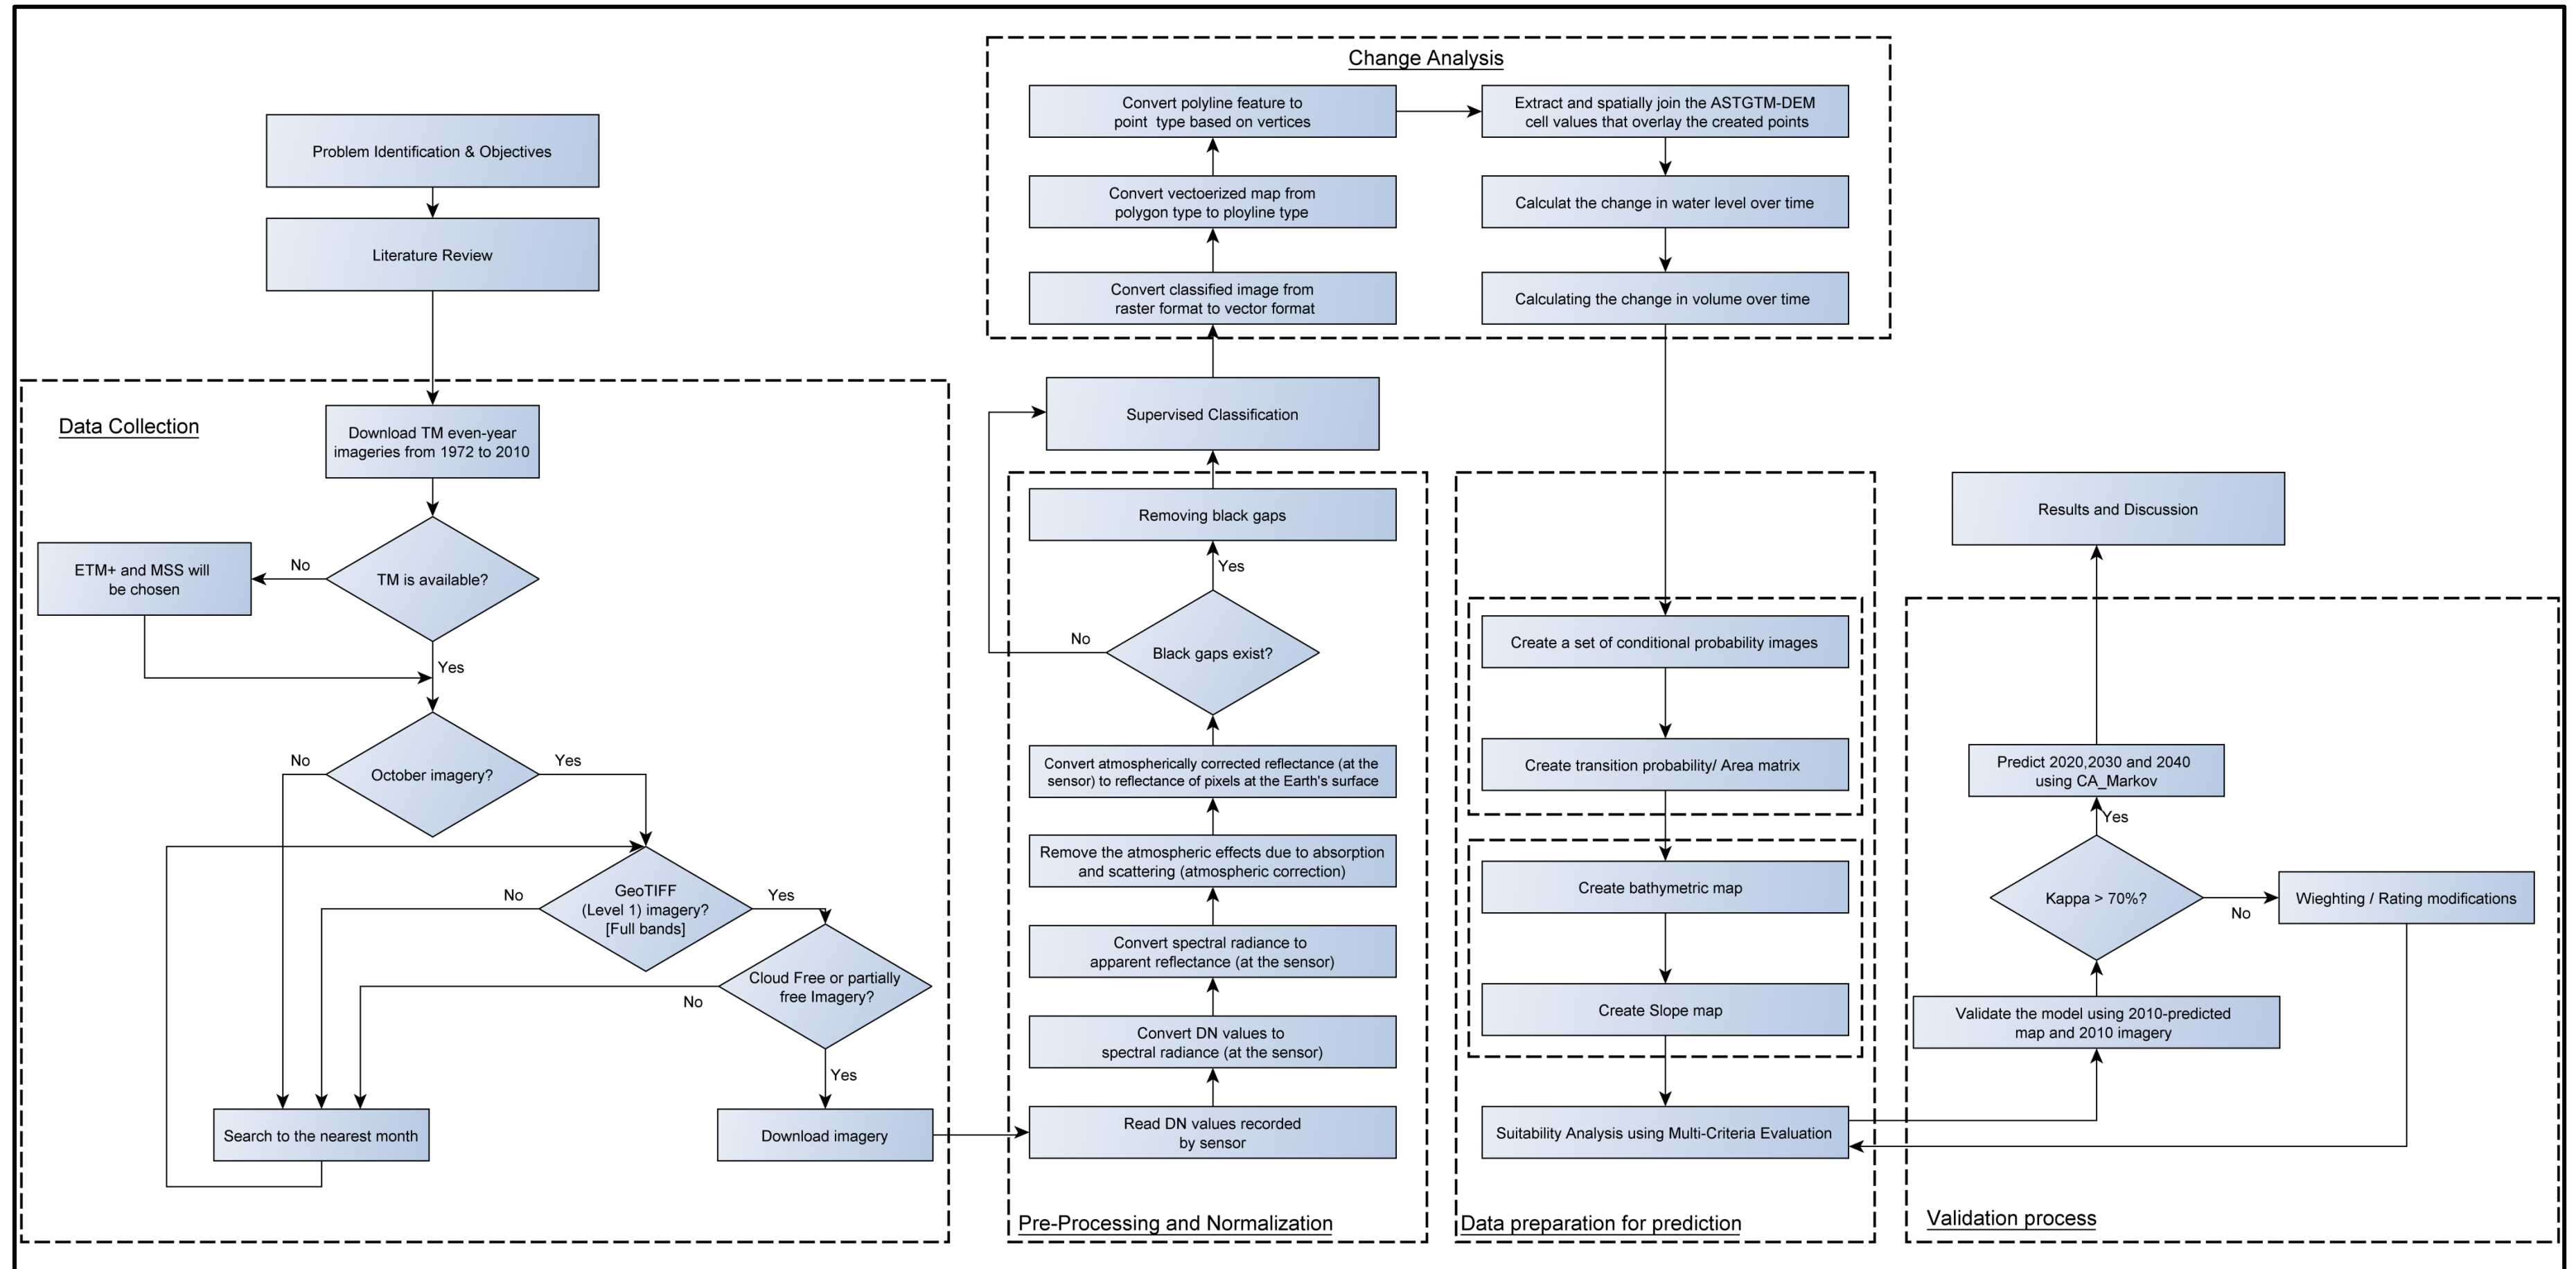 Problem Identification & Objectives
Literature Review
Data Collection
Download TM even-year
imageries from 1972 to 2010
TM is available?
No
ETM+ and MSS will
be chosen
Yes
October imagery?
No
Yes
GeoTIFF
(Level 1) imagery?
[Full bands]
No
Yes
Cloud Free or partially
free Imagery?
No
Yes
Search to the nearest month
Download imagery
Pre-Processing and Normalization
Read DN values recorded
by sensor
Convert DN values to
spectral radiance (at the sensor)
Convert spectral radiance to
apparent reflectance (at the sensor)
Remove the atmospheric effects due to absorption
and scattering (atmospheric correction)
Convert atmospherically corrected reflectance (at the
sensor) to reflectance of pixels at the Earth's surface
Black gaps exist?
No
Yes
Removing black gaps
Supervised Classification
Change Analysis
Convert classified image from
raster format to vector format
Convert vectoerized map from
polygon type to ployline type
Convert polyline feature to
point type based on vertices
Extract and spatially join the ASTGTM-DEM
cell values that overlay the created points
Calculat the change in water level over time
Calculating the change in volume over time
Create a set of conditional probability images
Create transition probability/ Area matrix
Create bathymetric map
Create Slope map
Suitability Analysis using Multi-Criteria Evaluation
Data preparation for prediction
Validate the model using 2010-predicted
map and 2010 imagery
Kappa > 70%?
No
Wieghting / Rating modifications
Yes
Predict 2020,2030 and 2040
using CA_Markov
Results and Discussion
Validation process